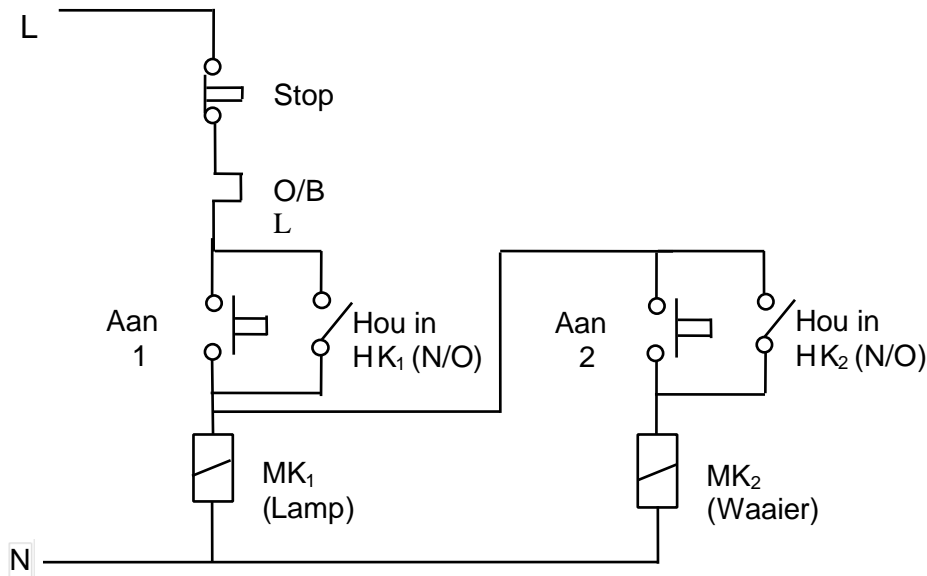 L
Stop
O/B
L
Aan
1
Hou in
HK₁ (N/O)
Aan
2
Hou in
HK₂ (N/O)
MK₁
(Lamp)
MK₂
(Waaier)
N